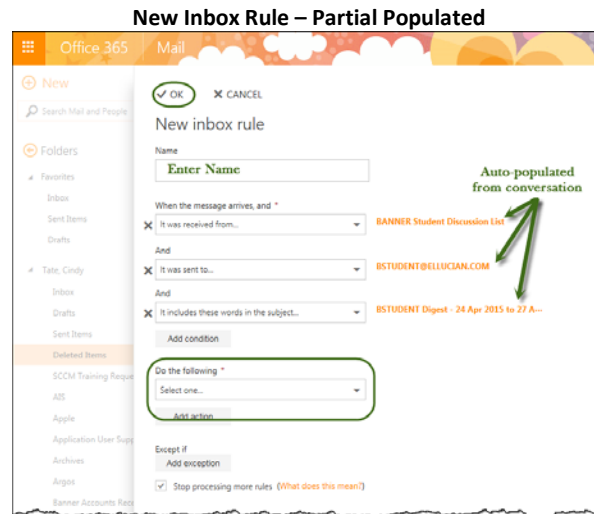 New Inbox Rule – Partial Populated
Office 365 Mail
New
Search Mail and People
Folders
Favorites
Inbox
Sent Items
Drafts
Tate, Cindy
Inbox
Drafts
Sent Items
Deleted Items
SCCM Training Reque
AIS
Apple
Application User Supp
Archives
Argos
Banner Accounts Rece
OK CANCEL
New inbox rule
Name
Enter Name
Auto-populated
from conversation
When the message arrives, and *
It was received from... BANNER Student Discussion List
And
It was sent to... BSTUDENT@ELLUCIAN.COM
And
It includes these words in the subject... BSTUDENT Digest - 24 Apr 2015 to 27 A...
Add condition
Do the following *
Select one...
Add action
Except if
Add exception
Stop processing more rules (What does this mean?)